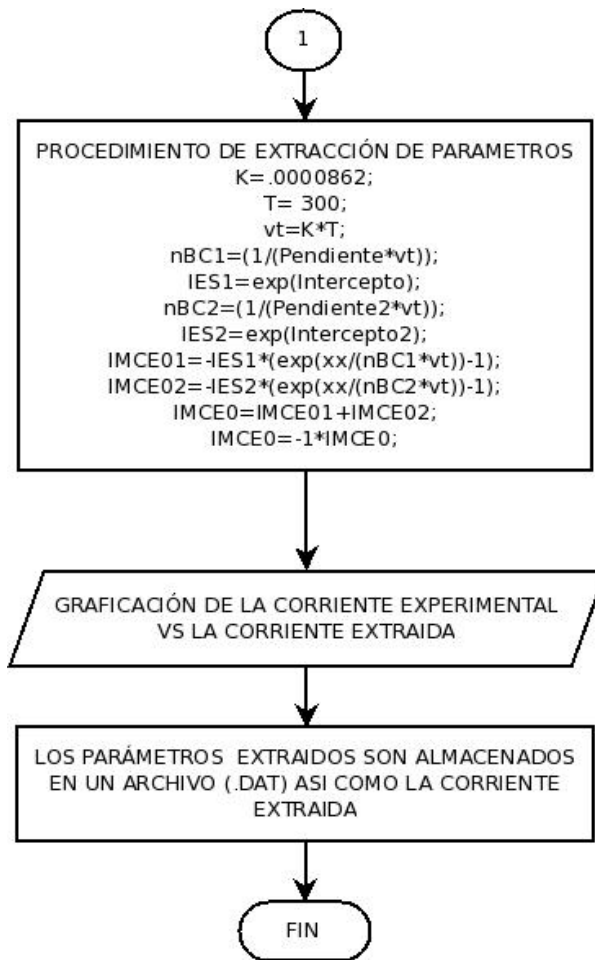 1
PROCEDIMIENTO DE EXTRACCIÓN DE PARAMETROS
K=.0000862;
T= 300;
vt=K*T;
nBC1=(1/(Pendiente*vt));
IES1=exp(Intercepto);
nBC2=(1/(Pendiente2*vt));
IES2=exp(Intercepto2);
IMCE01=-IES1*(exp(xx/(nBC1*vt))-1);
IMCE02=-IES2*(exp(xx/(nBC2*vt))-1);
IMCE0=IMCE01+IMCE02;
IMCE0=-1*IMCE0;
GRAFICACIÓN DE LA CORRIENTE EXPERIMENTAL
VS LA CORRIENTE EXTRAIDA
LOS PARÁMETROS  EXTRAIDOS SON ALMACENADOS
EN UN ARCHIVO (.DAT) ASI COMO LA CORRIENTE
EXTRAIDA
FIN